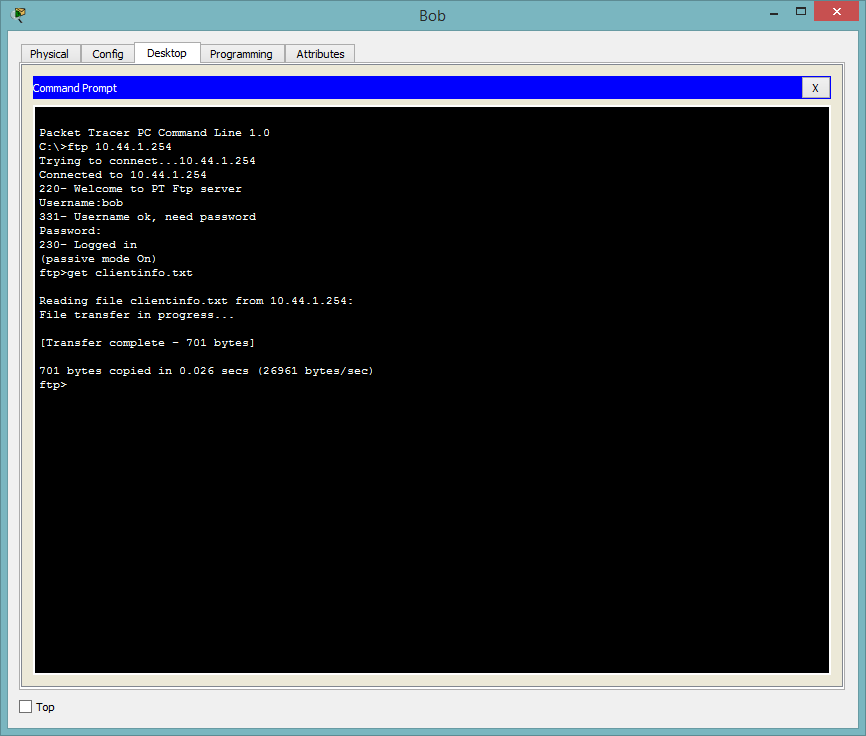 Bob
Physical Config Desktop Programming Attributes
Command Prompt X
Packet Tracer PC Command Line 1.0
C:\>ftp 10.44.1.254
Trying to connect...10.44.1.254
Connected to 10.44.1.254
220- Welcome to PT Ftp server
Username:bob
331- Username ok, need password
Password:
230- Logged in
(passive mode On)
ftp>get clientinfo.txt
Reading file clientinfo.txt from 10.44.1.254:
File transfer in progress...
[Transfer complete - 701 bytes]
701 bytes copied in 0.026 secs (26961 bytes/sec)
ftp>
Top